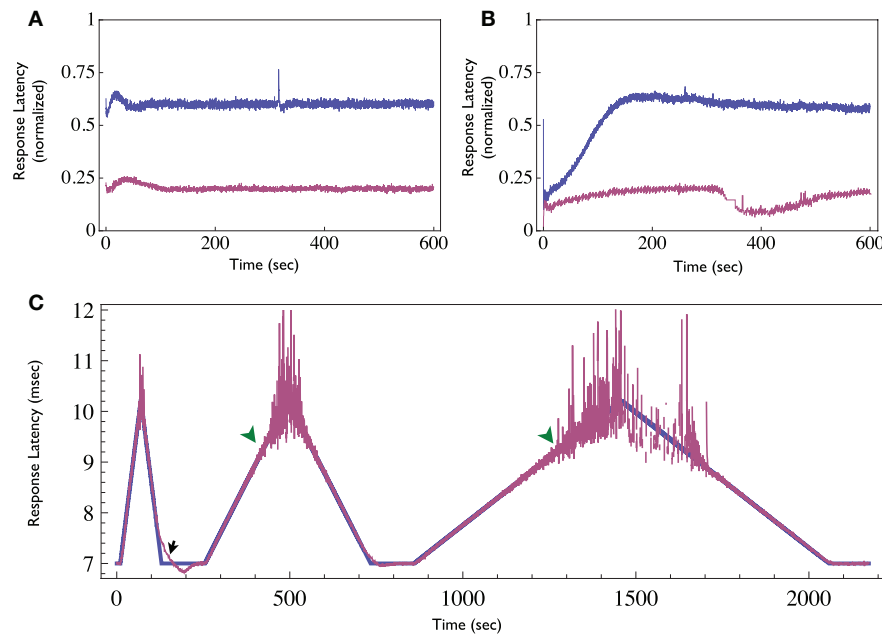 A
B
1
0.75
0.5
0.25
0
Response Latency
(normalized)
0
200
400
600
Time (sec)
1
0.75
0.5
0.25
0
Response Latency
(normalized)
0
200
400
600
Time (sec)
C
12
11
10
9
8
7
Response Latency (msec)
0
500
1000
1500
2000
Time (sec)